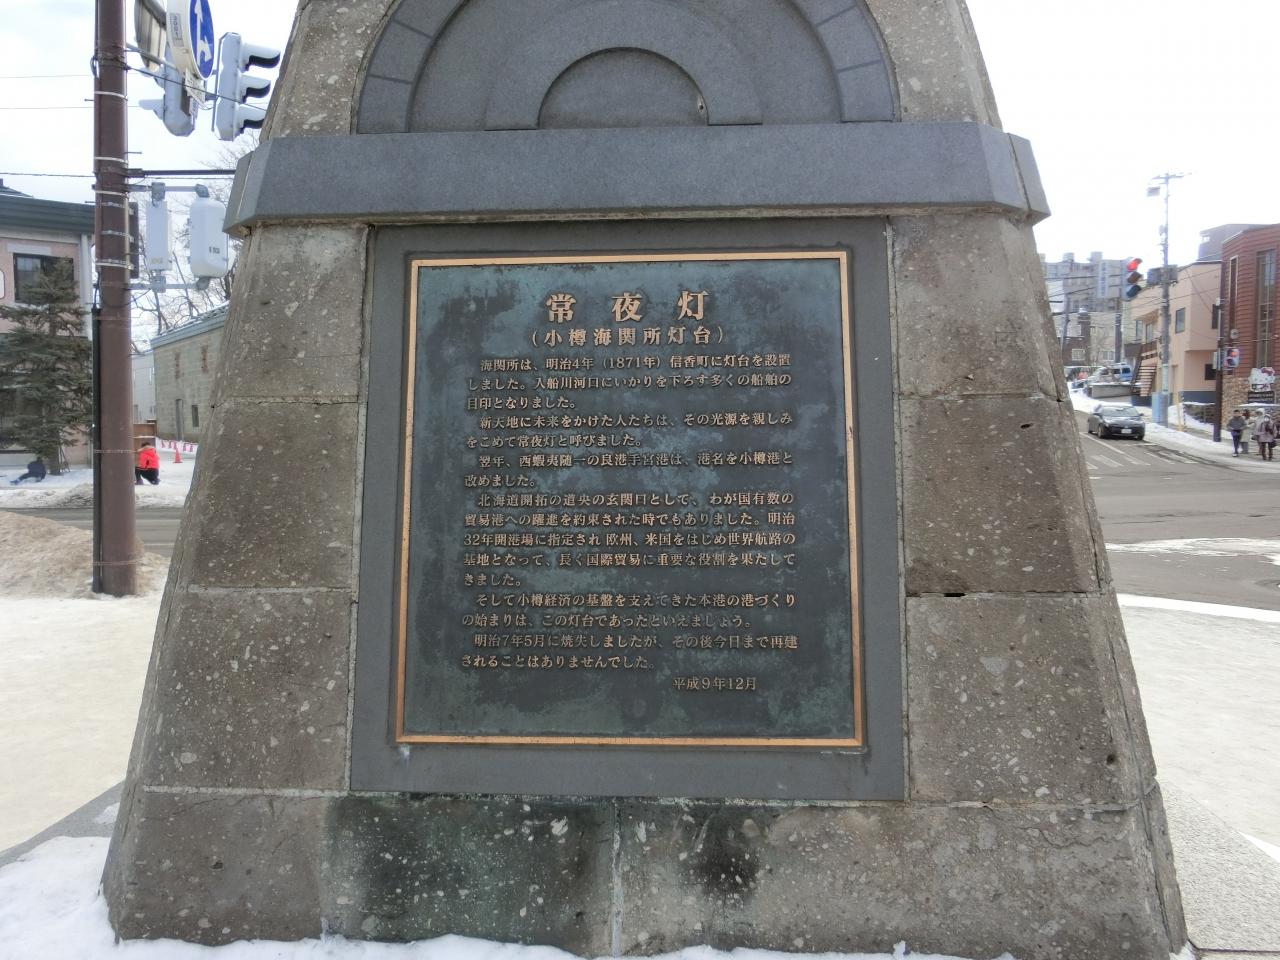 常夜灯
(小樽海関所灯台)
海関所は、明治4年(1871年)信香町に灯台を設置
しました。入船川河口にいかりを下ろす多くの船舶の
目印となりました。
新天地に未来をかけた人たちは、その光源を親しみ
をこめて常夜灯と呼びました。
翌年、西蝦夷随一の良港手宮港は、港名を小樽港と
改めました。
北海道開拓の道央の玄関口として、わが国有数の
貿易港への躍進を約束された時でもありました。明治
32年開港場に指定され欧州、米国をはじめ世界航路の
基地となって、長く国際貿易に重要な役割を果たして
きました。
そして小樽経済の基盤を支えてきた本港の港づくり
の始まりは、この灯台であったといえましょう。
明治7年5月に焼失しましたが、その後今日まで再建
されることはありませんでした。
平成9年12月